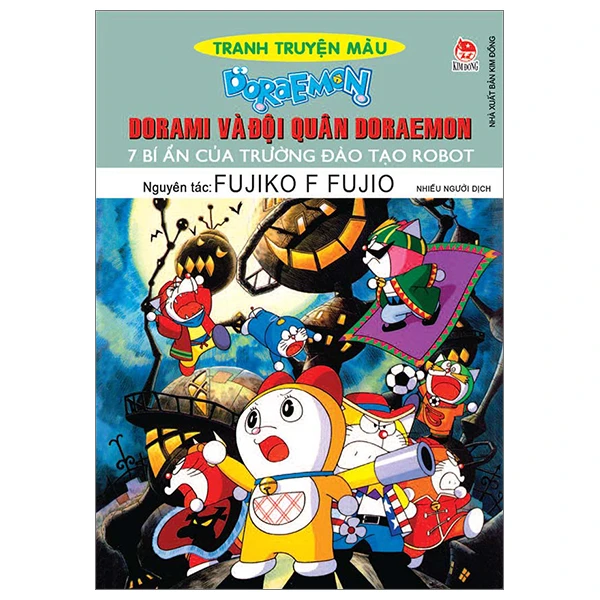 TRANH TRUYỆN MÀU
DORAEMON
KIM ĐỒNG
NHÀ XUẤT BẢN KIM ĐỒNG
DORAMI VÀ ĐỘI QUÂN DORAEMON
7 BÍ ẨN CỦA TRƯỜNG ĐÀO TẠO ROBOT
Nguyên tác: FUJIKO F FUJIO
NHIỀU NGƯỜI DỊCH